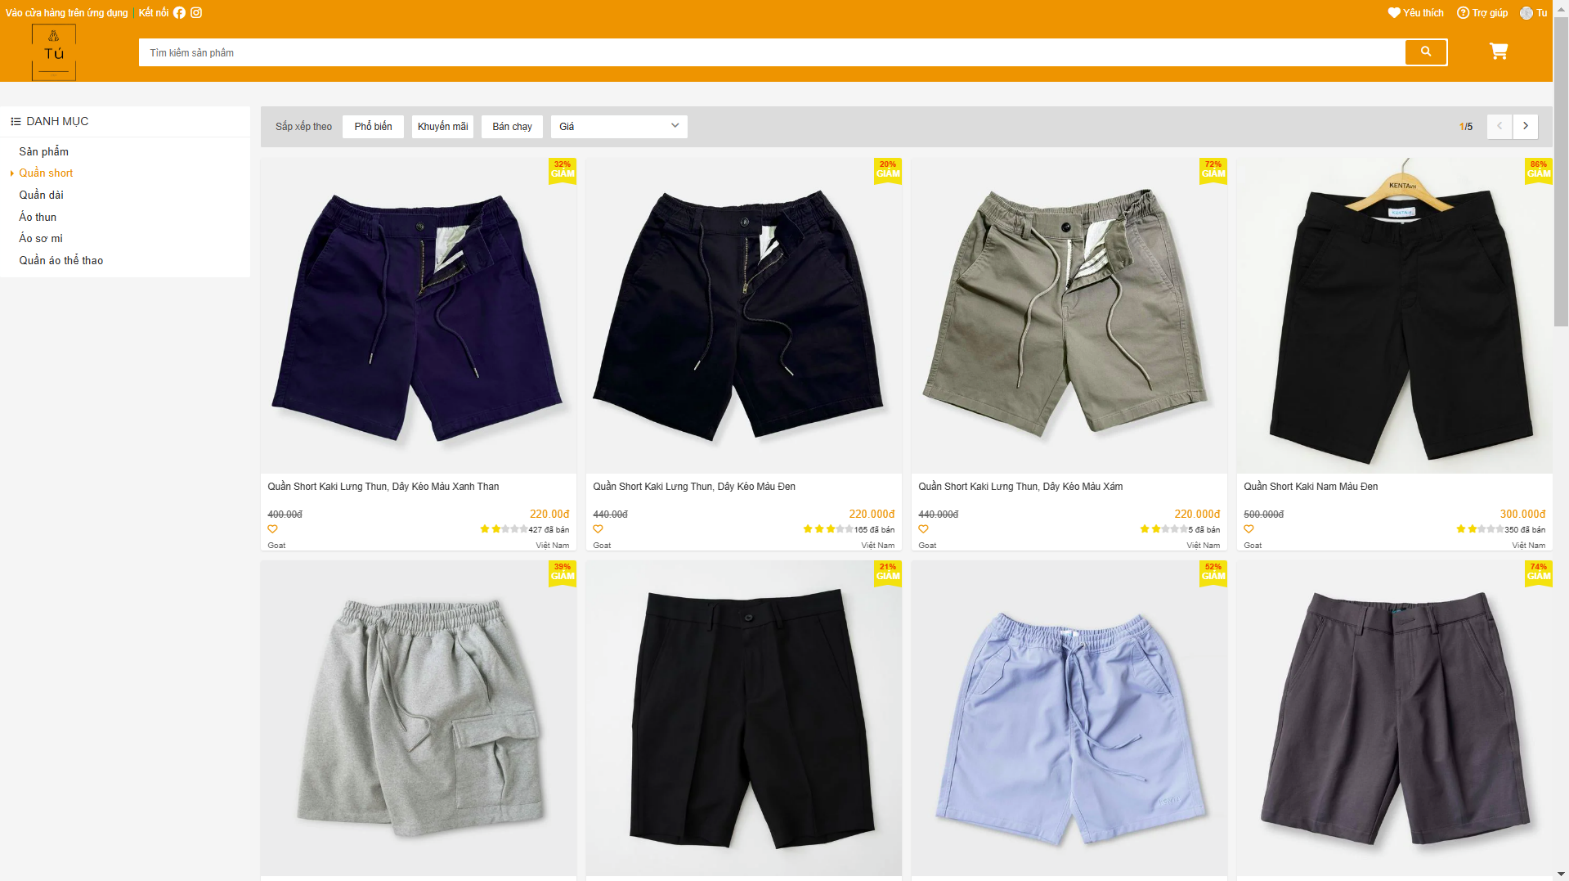 Vào cửa hàng trên ứng dụng Kết nối
Yêu thích Trợ giúp Tu
Tú
Tìm kiếm sản phẩm
DANH MỤC
Sản phẩm
Quần short
Quần dài
Áo thun
Áo sơ mi
Quần áo thể thao
Sắp xếp theo Phổ biến Khuyến mãi Bán chạy Giá 1/5
32% GIẢM
20% GIẢM
72% GIẢM
86% GIẢM
KENTA.VN
Quần Short Kaki Lưng Thun, Dây Kéo Màu Xanh Than
400.00đ 220.00đ
427 đã bán
Goat Việt Nam
Quần Short Kaki Lưng Thun, Dây Kéo Màu Đen
440.00đ 220.000đ
165 đã bán
Goat Việt Nam
Quần Short Kaki Lưng Thun, Dây Kéo Màu Xám
440.000đ 220.000đ
5 đã bán
Goat Việt Nam
Quần Short Kaki Nam Màu Đen
500.000đ 300.000đ
350 đã bán
Goat Việt Nam
39% GIẢM
21% GIẢM
52% GIẢM
74% GIẢM